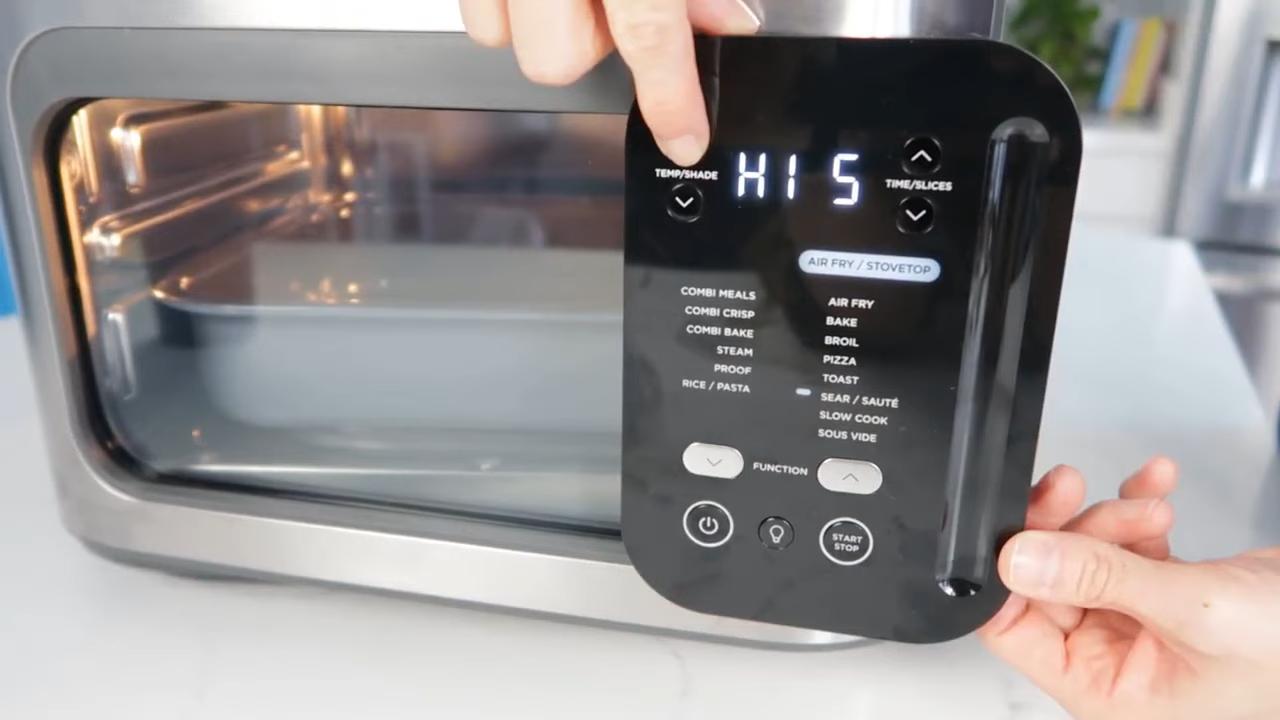 TEMP/SHADE
HI 5
TIME/SLICES
AIR FRY / STOVETOP
COMBI MEALS
COMBI CRISP
COMBI BAKE
STEAM
PROOF
RICE / PASTA
AIR FRY
BAKE
BROIL
PIZZA
TOAST
SEAR / SAUTÉ
SLOW COOK
SOUS VIDE
FUNCTION
START
STOP